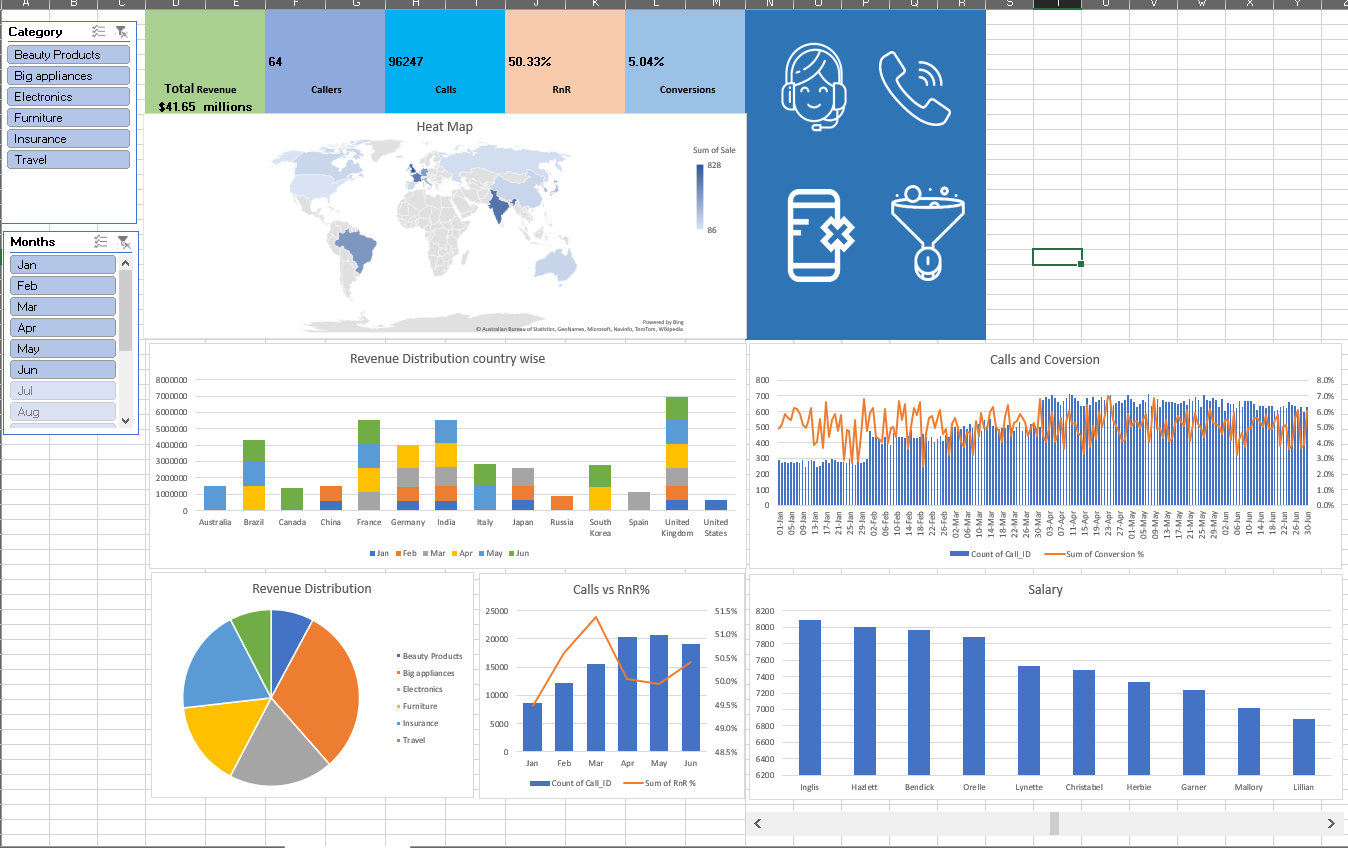 A B C D E F G H I J K L M N O P Q R S T U V W X Y Z
Category
Beauty Products
Big appliances
Electronics
Furniture
Insurance
Travel
Months
Jan
Feb
Mar
Apr
May
Jun
Jul
Aug
Total Revenue
$41.65 millions
64
Callers
96247
Calls
50.33%
RnR
5.04%
Conversions
Heat Map
Sum of Sale
828
86
Powered by Bing
© Australian Bureau of Statistics, GeoNames, Microsoft, Navinfo, TomTom, Wikipedia
Revenue Distribution country wise
8000000
7000000
6000000
5000000
4000000
3000000
2000000
1000000
0
Australia Brazil Canada China France Germany India Italy Japan Russia South Korea Spain United Kingdom United States
Jan Feb Mar Apr May Jun
Calls and Coversion
800 8.0%
700 7.0%
600 6.0%
500 5.0%
400 4.0%
300 3.0%
200 2.0%
100 1.0%
0 0.0%
01-Jan 05-Jan 09-Jan 13-Jan 17-Jan 21-Jan 25-Jan 29-Jan 02-Feb 06-Feb 10-Feb 14-Feb 18-Feb 22-Feb 26-Feb 02-Mar 06-Mar 10-Mar 14-Mar 18-Mar 22-Mar 26-Mar 30-Mar 03-Apr 07-Apr 11-Apr 15-Apr 19-Apr 23-Apr 27-Apr 01-May 05-May 09-May 13-May 17-May 21-May 25-May 29-May 02-Jun 06-Jun 10-Jun 14-Jun 18-Jun 22-Jun 26-Jun 30-Jun
Count of Call_ID Sum of Conversion %
Revenue Distribution
Beauty Products
Big appliances
Electronics
Furniture
Insurance
Travel
Calls vs RnR%
25000 51.5%
20000 51.0%
15000 50.5%
10000 50.0%
5000 49.5%
0 49.0%
48.5%
Jan Feb Mar Apr May Jun
Count of Call_ID Sum of RnR %
Salary
8200
8000
7800
7600
7400
7200
7000
6800
6600
6400
6200
Inglis Hazlett Bendick Orelle Lynette Christabel Herbie Garner Mallory Lillian